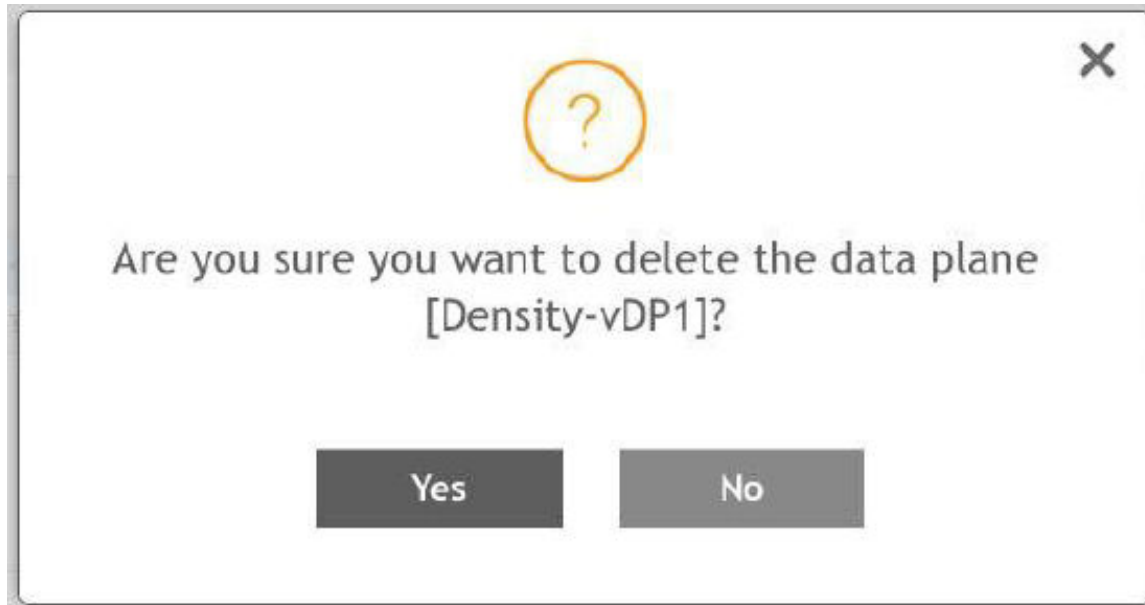 ?
Are you sure you want to delete the data plane
[Density-vDP1]?
Yes
No